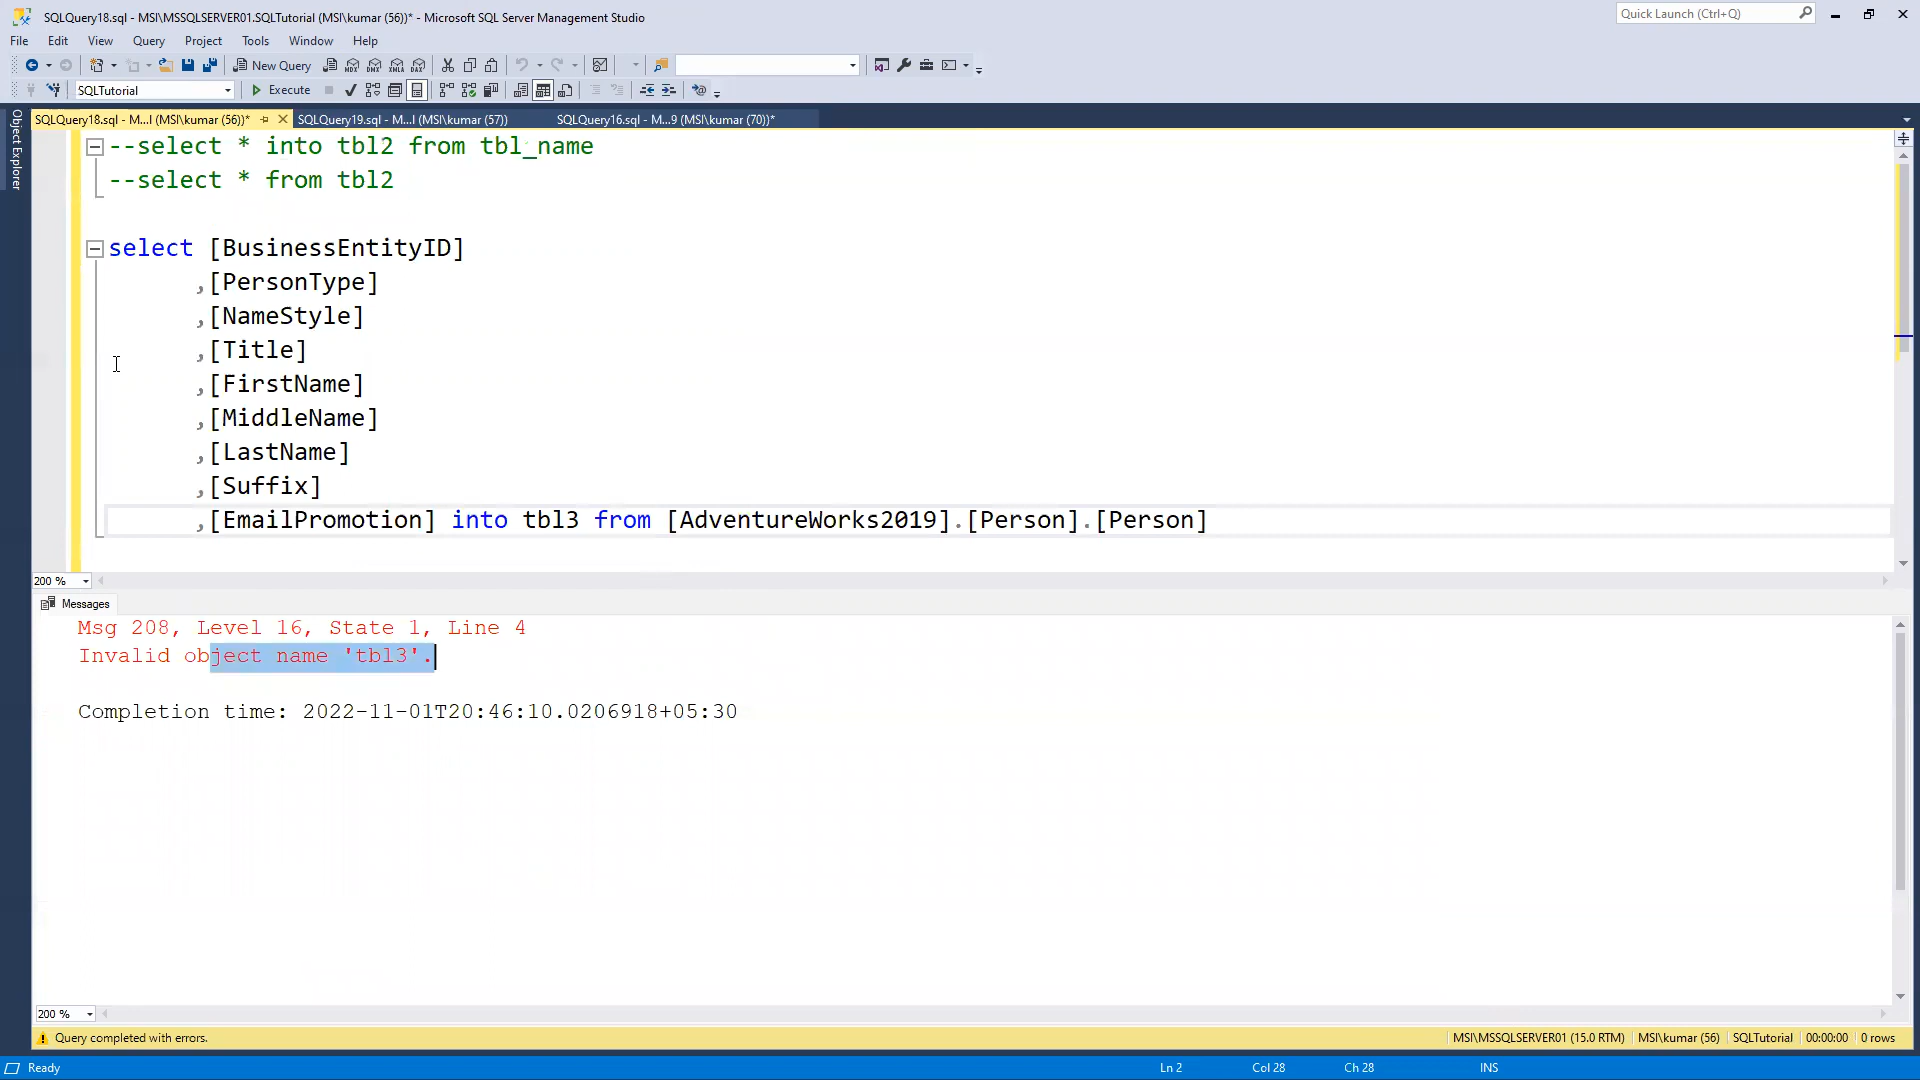 SQLQuery18.sql - MSI\MSSQLSERVER01.SQLTutorial (MSI\kumar (56))* - Microsoft SQL Server Management Studio
Quick Launch (Ctrl+Q)
File Edit View Query Project Tools Window Help
New Query
SQLTutorial Execute
SQLQuery18.sql - M...l (MSI\kumar (56))* SQLQuery19.sql - M...l (MSI\kumar (57)) SQLQuery16.sql - M...9 (MSI\kumar (70))*
Object Explorer
--select * into tbl2 from tbl_name
--select * from tbl2
select [BusinessEntityID]
,[PersonType]
,[NameStyle]
,[Title]
,[FirstName]
,[MiddleName]
,[LastName]
,[Suffix]
,[EmailPromotion] into tbl3 from [AdventureWorks2019].[Person].[Person]
200 %
Messages
Msg 208, Level 16, State 1, Line 4
Invalid object name 'tbl3'.
Completion time: 2022-11-01T20:46:10.0206918+05:30
200 %
Query completed with errors. MSI\MSSQLSERVER01 (15.0 RTM) MSI\kumar (56) SQLTutorial 00:00:00 0 rows
Ready Ln 2 Col 28 Ch 28 INS